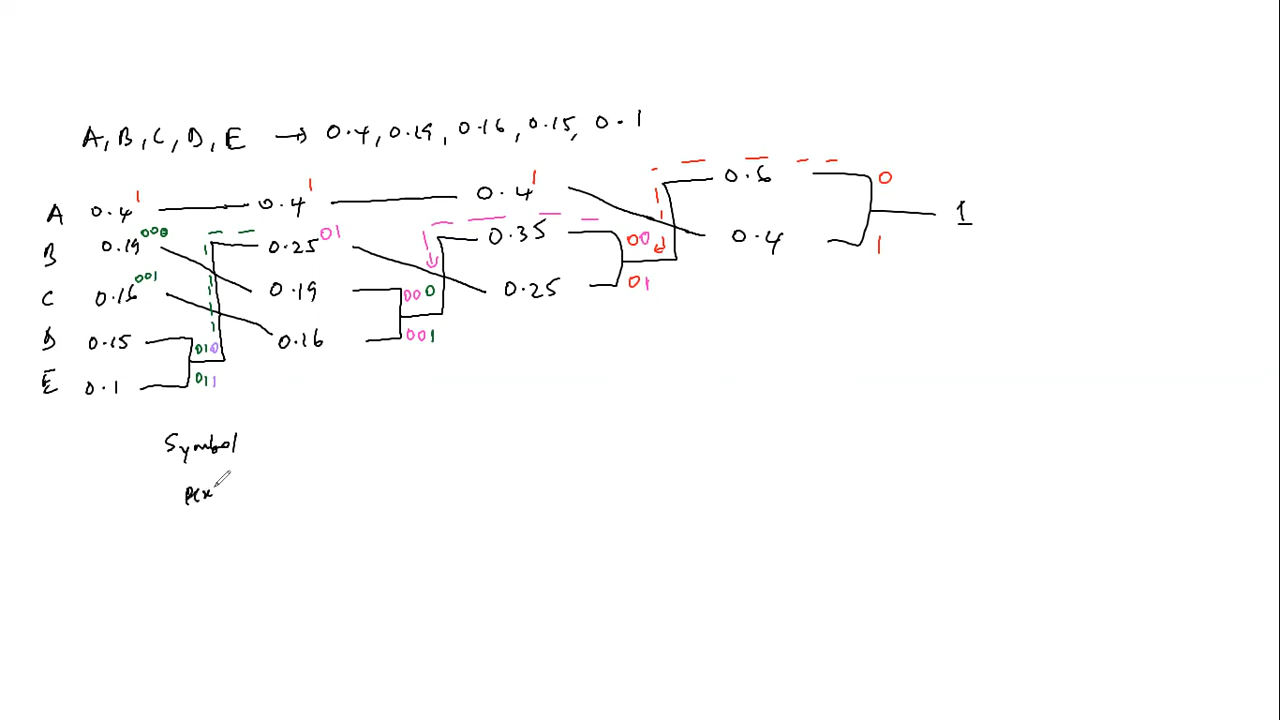 A, B, C, D, E → 0.4, 0.19, 0.16, 0.15, 0.1
0.6 0
A 0.4 1 0.4 1 0.4 1
1
B 0.19 000 0.25 01 0.35 00 0.4 1
C 0.16 001 0.19 000 0.25 01
D 0.15 010 0.16 001
E 0.1 011
Symbol
P(x